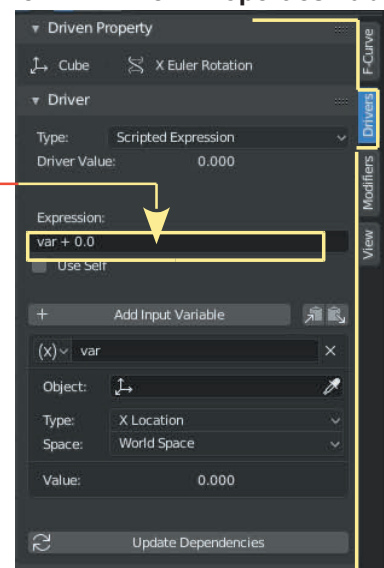 Driven Property
Cube X Euler Rotation
Driver
Type: Scripted Expression
Driver Value: 0.000
Expression:
var + 0.0
Use Self
+ Add Input Variable
(x) var ×
Object:
Type: X Location
Space: World Space
Value: 0.000
Update Dependencies
F-Curve
Drivers
Modifiers
View